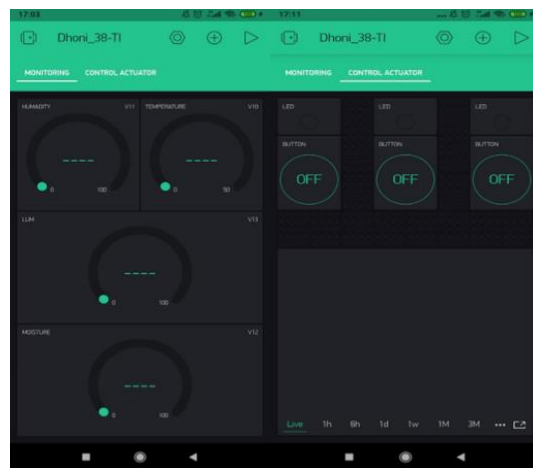 17:03
Dhoni_38-TI
MONITORING CONTROL ACTUATOR
HUMIDITY V11
----
0 100
TEMPERATURE V10
----
0 50
LUM V13
----
0 100
MOISTURE V12
----
0 100
17:11
Dhoni_38-TI
MONITORING CONTROL ACTUATOR
LED LED LED
BUTTON BUTTON BUTTON
OFF OFF OFF
Live 1h 6h 1d 1w 1M 3M